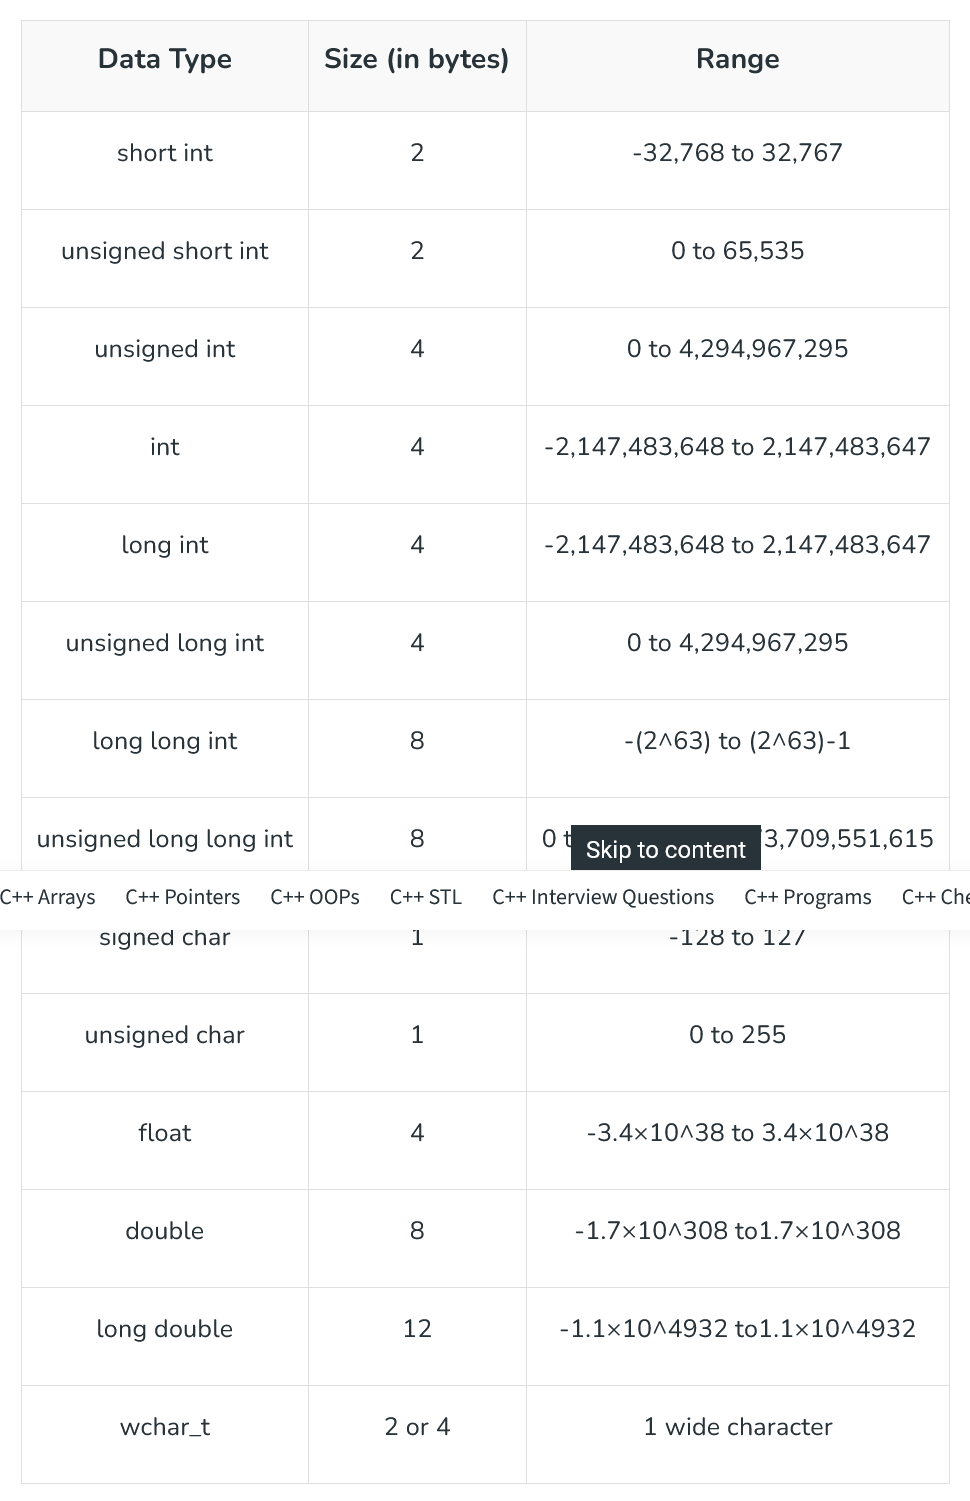 Data Type Size (in bytes) Range
short int 2 -32,768 to 32,767
unsigned short int 2 0 to 65,535
unsigned int 4 0 to 4,294,967,295
int 4 -2,147,483,648 to 2,147,483,647
long int 4 -2,147,483,648 to 2,147,483,647
unsigned long int 4 0 to 4,294,967,295
long long int 8 -(2^63) to (2^63)-1
unsigned long long int 8 0 3,709,551,615
Skip to content
C++ Arrays C++ Pointers C++ OOPs C++ STL C++ Interview Questions C++ Programs C++
signed char 1 -128 to 127
unsigned char 1 0 to 255
float 4 -3.4×10^38 to 3.4×10^38
double 8 -1.7×10^308 to1.7×10^308
long double 12 -1.1×10^4932 to1.1×10^4932
wchar_t 2 or 4 1 wide character